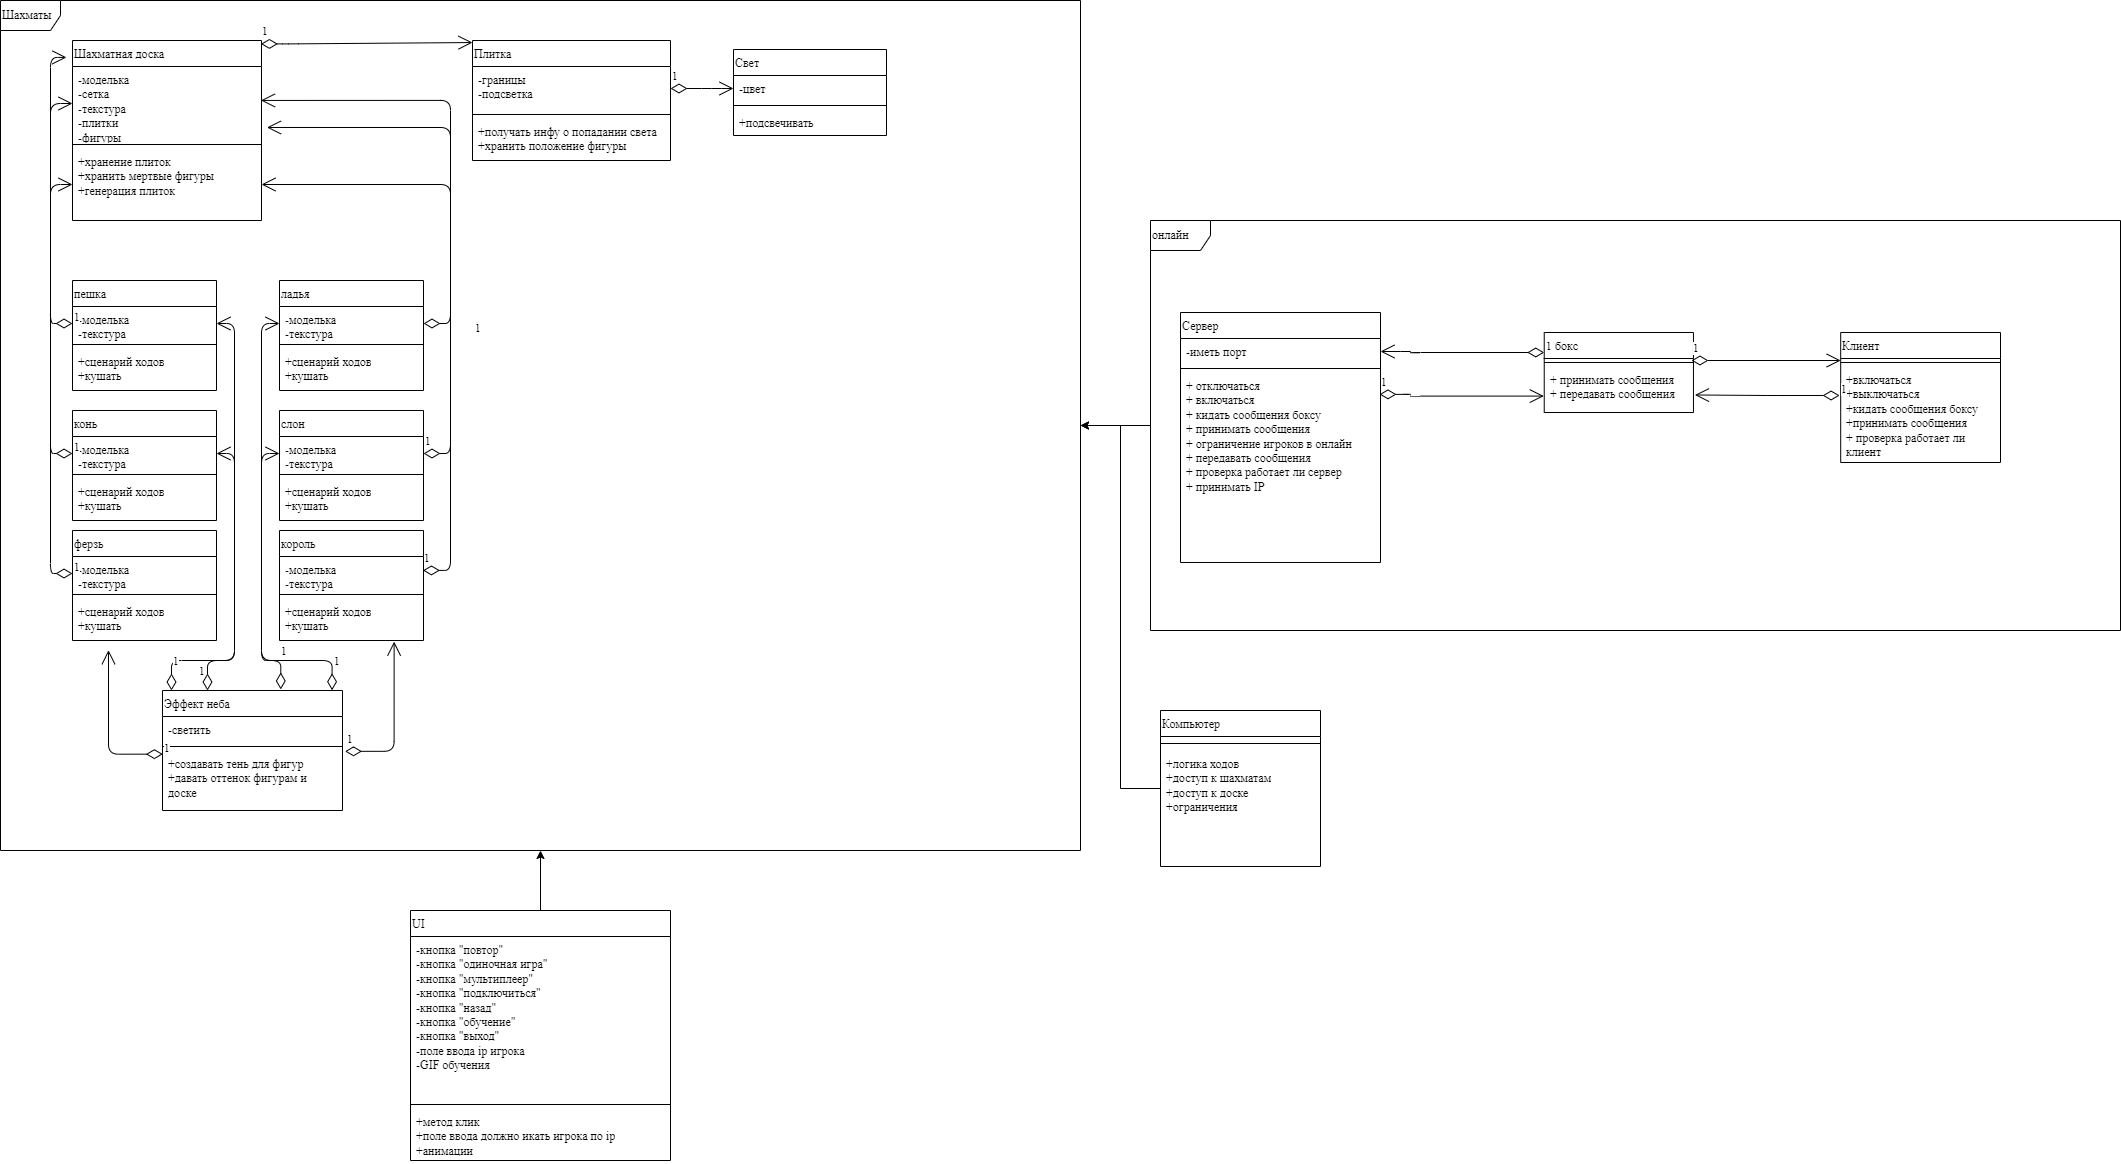 Шахматы
1
Шахматная доска
-моделька
-сетка
-текстура
-плитки
-фигуры
+хранение плиток
+хранить мертвые фигуры
+генерация плиток
Плитка
-границы
-подсветка
+получать инфу о попадании света
+хранить положение фигуры
1
Свет
-цвет
+подсвечивать
пешка
1
-моделька
-текстура
+сценарий ходов
+кушать
ладья
-моделька
-текстура
+сценарий ходов
+кушать
1
конь
1
-моделька
-текстура
+сценарий ходов
+кушать
слон
-моделька
-текстура
+сценарий ходов
+кушать
1
ферзь
1
-моделька
-текстура
+сценарий ходов
+кушать
король
-моделька
-текстура
+сценарий ходов
+кушать
1
1
1
1
1
Эффект неба
-светить
1
1
+создавать тень для фигур
+давать оттенок фигурам и
доске
онлайн
Сервер
-иметь порт
+ отключаться
+ включаться
+ кидать сообщения боксу
+ принимать сообщения
+ ограничение игроков в онлайн
+ передавать сообщения
+ проверка работает ли сервер
+ принимать IP
1
1 бокс
+ принимать сообщения
+ передавать сообщения
1
Клиент
1
+включаться
+выключаться
+кидать сообщения боксу
+принимать сообщения
+ проверка работает ли
клиент
Компьютер
+логика ходов
+доступ к шахматам
+доступ к доске
+ограничения
UI
-кнопка "повтор"
-кнопка "одиночная игра"
-кнопка "мультиплеер"
-кнопка "подключиться"
-кнопка "назад"
-кнопка "обучение"
-кнопка "выход"
-поле ввода ip игрока
-GIF обучения
+метод клик
+поле ввода должно икать игрока по ip
+анимации